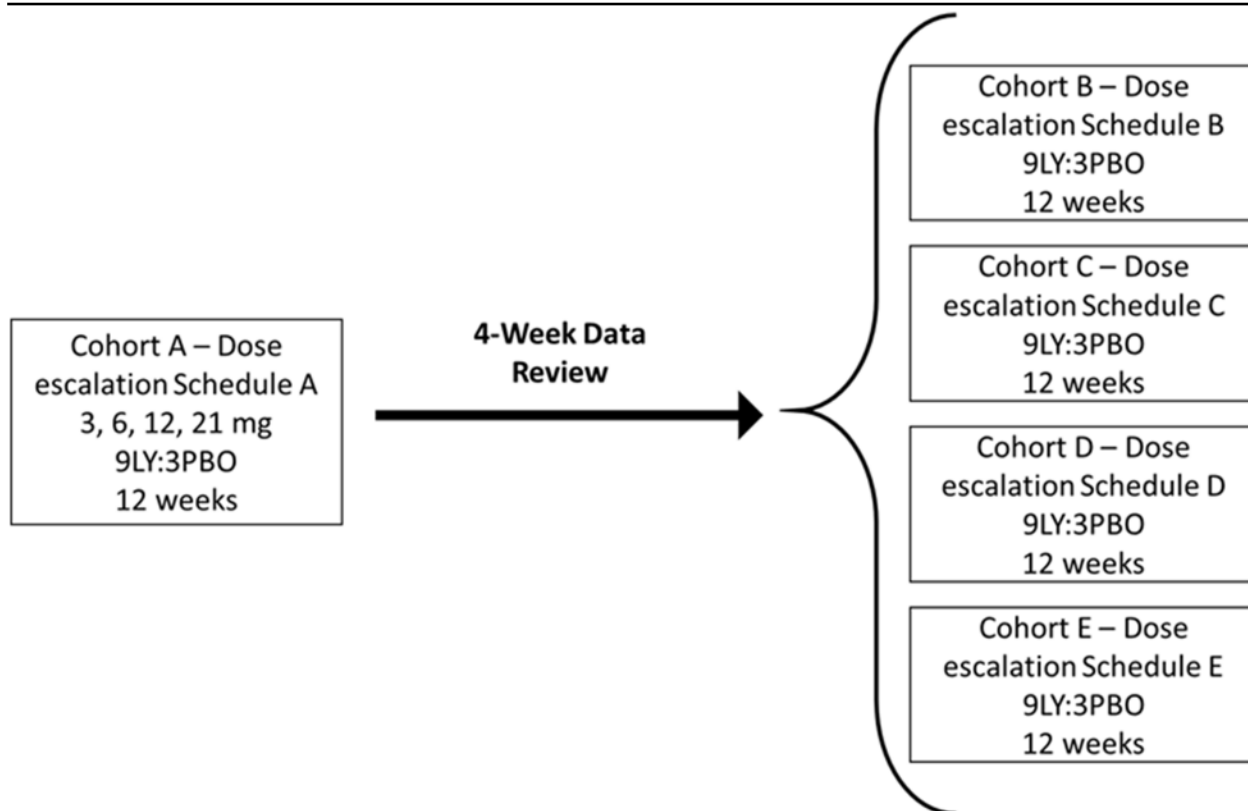 Cohort A – Dose
escalation Schedule A
3, 6, 12, 21 mg
9LY:3PBO
12 weeks
4-Week Data
Review
Cohort B – Dose
escalation Schedule B
9LY:3PBO
12 weeks
Cohort C – Dose
escalation Schedule C
9LY:3PBO
12 weeks
Cohort D – Dose
escalation Schedule D
9LY:3PBO
12 weeks
Cohort E – Dose
escalation Schedule E
9LY:3PBO
12 weeks